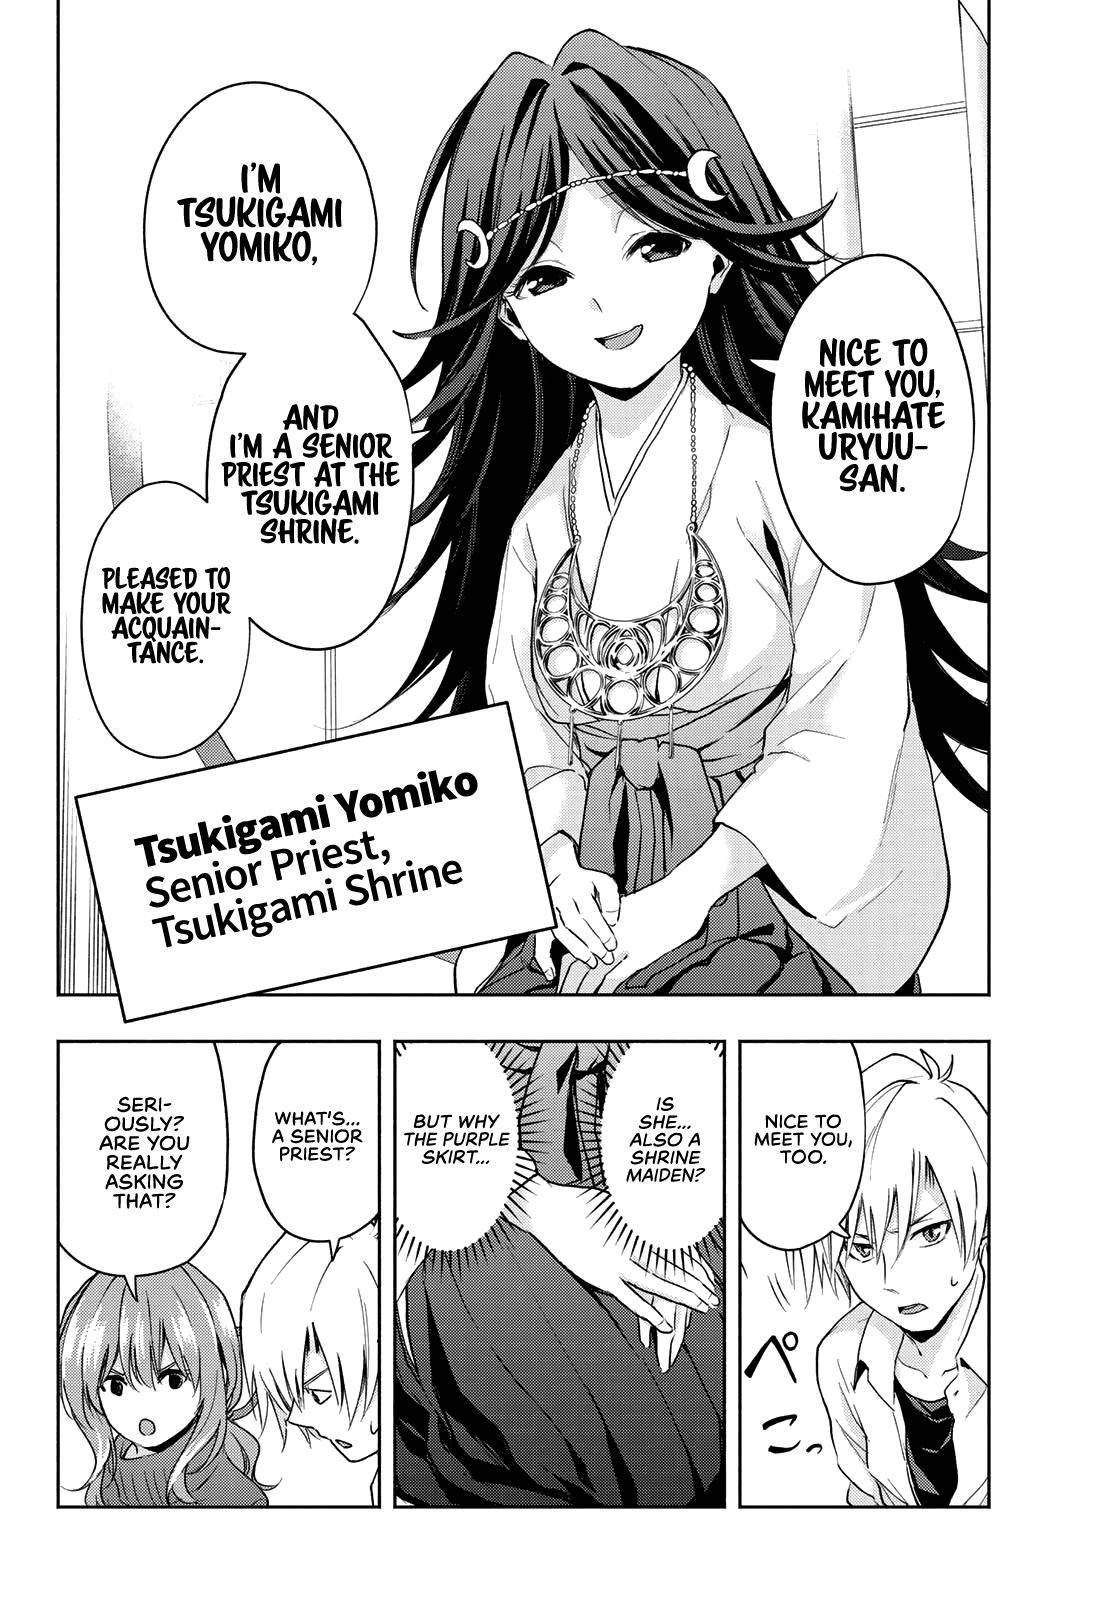 NICE TO
MEET YOU,
KAMIHATE
URYUU-
SAN.
I'M
TSUKIGAMI
YOMIKO,
AND
I'M A SENIOR
PRIEST AT THE
TSUKIGAMI
SHRINE.
PLEASED TO
MAKE YOUR
ACQUAIN-
TANCE.
Tsukigami Yomiko
Senior Priest,
Tsukigami Shrine
NICE TO
MEET YOU,
TOO.
ペこっ
IS
SHE...
ALSO A
SHRINE
MAIDEN?
BUT WHY
THE PURPLE
SKIRT...
WHAT'S...
A SENIOR
PRIEST?
SERI-
OUSLY?
ARE YOU
REALLY
ASKING
THAT?